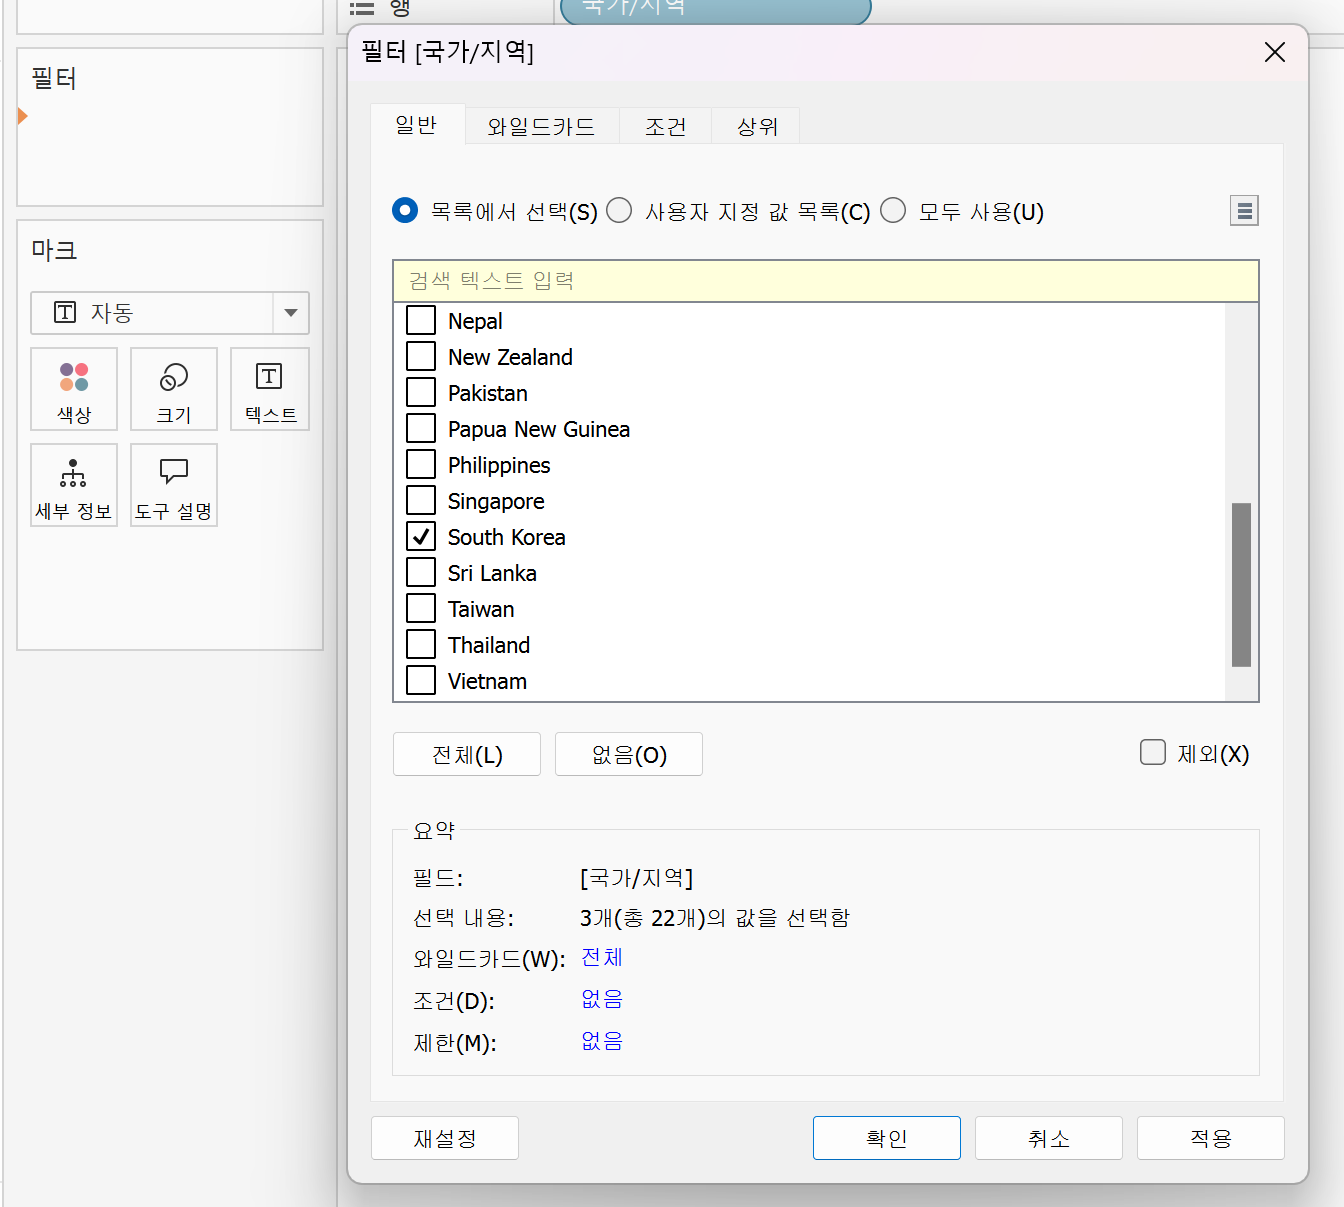 행
국가/지역
필터 [국가/지역]
필터
일반
와일드카드
조건
상위
목록에서 선택(S)
사용자 지정 값 목록(C)
모두 사용(U)
마크
검색 텍스트 입력
자동
Nepal
New Zealand
Pakistan
Papua New Guinea
Philippines
Singapore
South Korea
Sri Lanka
Taiwan
Thailand
Vietnam
색상
크기
텍스트
세부 정보
도구 설명
전체(L)
없음(O)
제외(X)
요약
필드:
[국가/지역]
선택 내용:
3개(총 22개)의 값을 선택함
와일드카드(W):
전체
조건(D):
없음
제한(M):
없음
재설정
확인
취소
적용